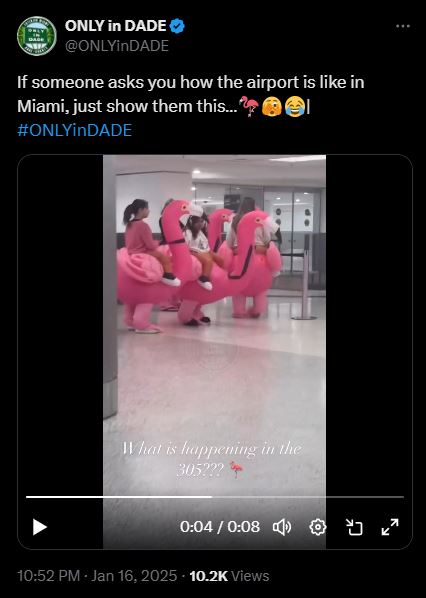 ONLY in DADE
@ONLYinDADE
If someone asks you how the airport is like in
Miami, just show them this...🦩🫣😂|
#ONLYinDADE
What is happening in the
305??? 🦩
0:04 / 0:08
10:52 PM · Jan 16, 2025 · 10.2K Views